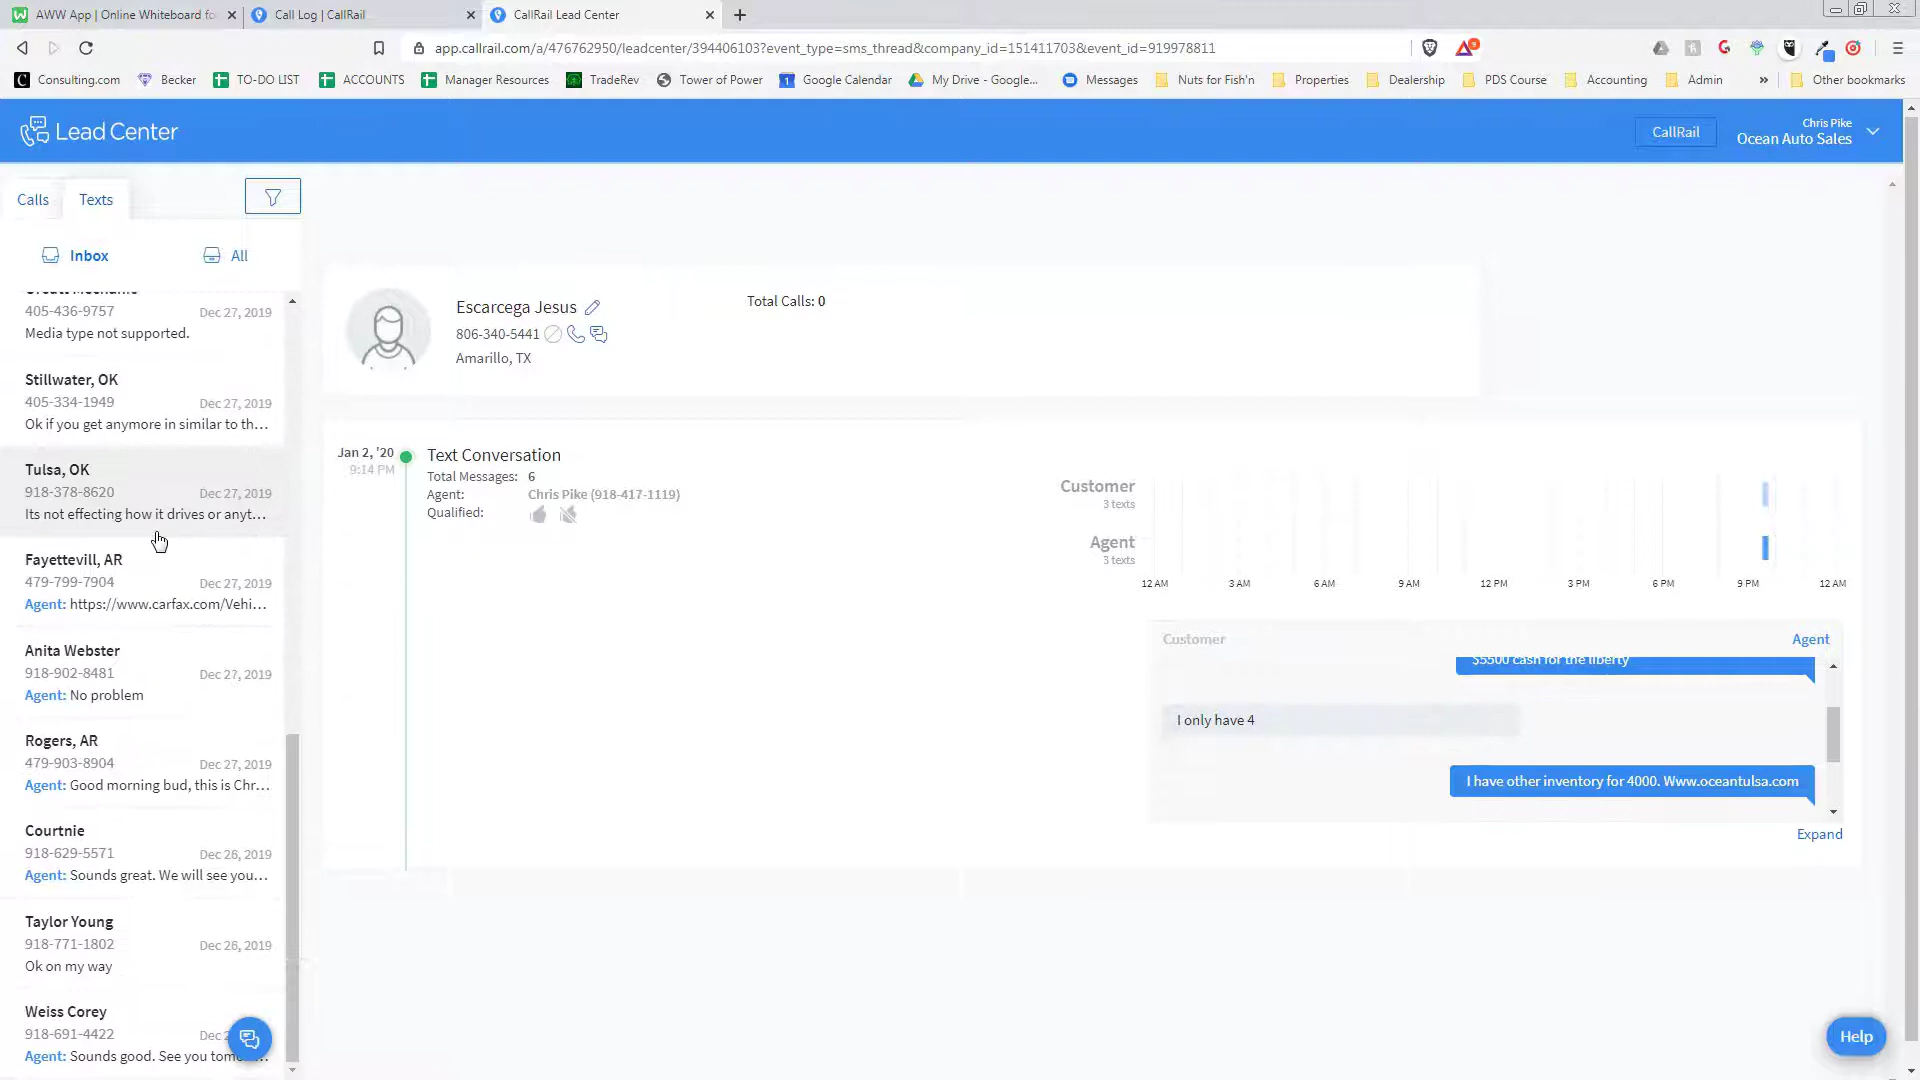 AWW App | Online Whiteboard fo
Call Log | CallRail
CallRail Lead Center
app.callrail.com/a/476762950/leadcenter/394406103?event_type=sms_thread&company_id=151411703&event_id=919978811
Consulting.com
Becker
TO-DO LIST
ACCOUNTS
Manager Resources
TradeRev
Tower of Power
Google Calendar
My Drive - Google...
Messages
Nuts for Fish'n
Properties
Dealership
PDS Course
Accounting
Admin
Other bookmarks
Lead Center
CallRail
Chris Pike
Ocean Auto Sales
Calls
Texts
Inbox
All
405-436-9757
Dec 27, 2019
Media type not supported.
Stillwater, OK
405-334-1949
Dec 27, 2019
Ok if you get anymore in similar to th...
Tulsa, OK
918-378-8620
Dec 27, 2019
Its not effecting how it drives or anyt...
Fayettevill, AR
479-799-7904
Dec 27, 2019
Agent: https://www.carfax.com/Vehi...
Anita Webster
918-902-8481
Dec 27, 2019
Agent: No problem
Rogers, AR
479-903-8904
Dec 27, 2019
Agent: Good morning bud, this is Chr...
Courtnie
918-629-5571
Dec 26, 2019
Agent: Sounds great. We will see you...
Taylor Young
918-771-1802
Dec 26, 2019
Ok on my way
Weiss Corey
918-691-4422
Dec 2
Agent: Sounds good. See you tomo...
Escarcega Jesus
806-340-5441
Amarillo, TX
Total Calls: 0
Jan 2, '20
9:14 PM
Text Conversation
Total Messages: 6
Agent: Chris Pike (918-417-1119)
Qualified:
Customer
3 texts
Agent
3 texts
12 AM 3 AM 6 AM 9 AM 12 PM 3 PM 6 PM 9 PM 12 AM
Customer
Agent
$5500 cash for the liberty
I only have 4
I have other inventory for 4000. Www.oceantulsa.com
Expand
Help